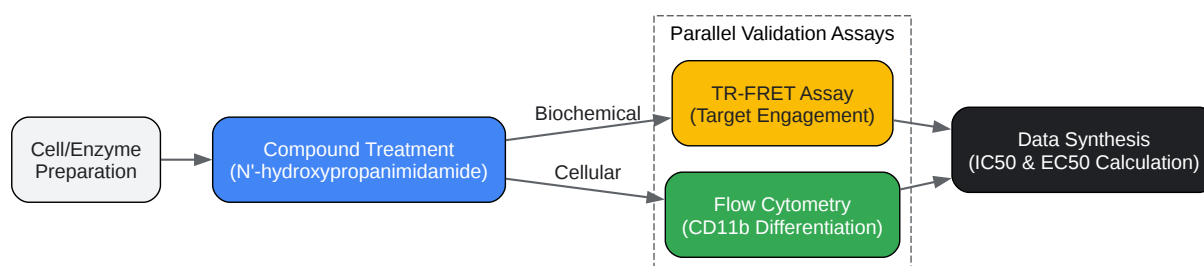 Cell/Enzyme
Preparation
Compound Treatment
(N'-hydroxypropanimidamide)
Biochemical
Cellular
Parallel Validation Assays
TR-FRET Assay
(Target Engagement)
Flow Cytometry
(CD11b Differentiation)
Data Synthesis
(IC50 & EC50 Calculation)